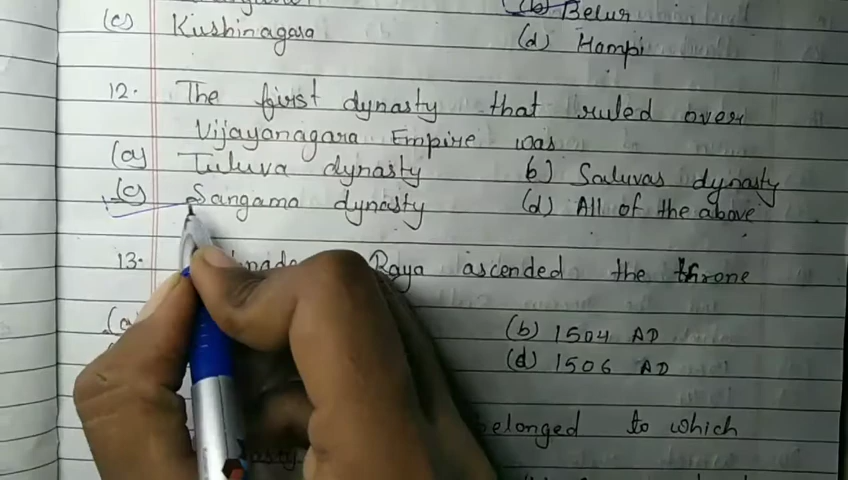 (b) Belur
(c) Kushinagara (d) Hampi
12. The first dynasty that ruled over
Vijayanagara Empire was
(a) Tuluva dynasty b) Saluvas dynasty
(c) Sangama dynasty (d) All of the above
13. Raya ascended the throne
(a) (b) 1504 AD
(d) 1506 AD
belonged to which